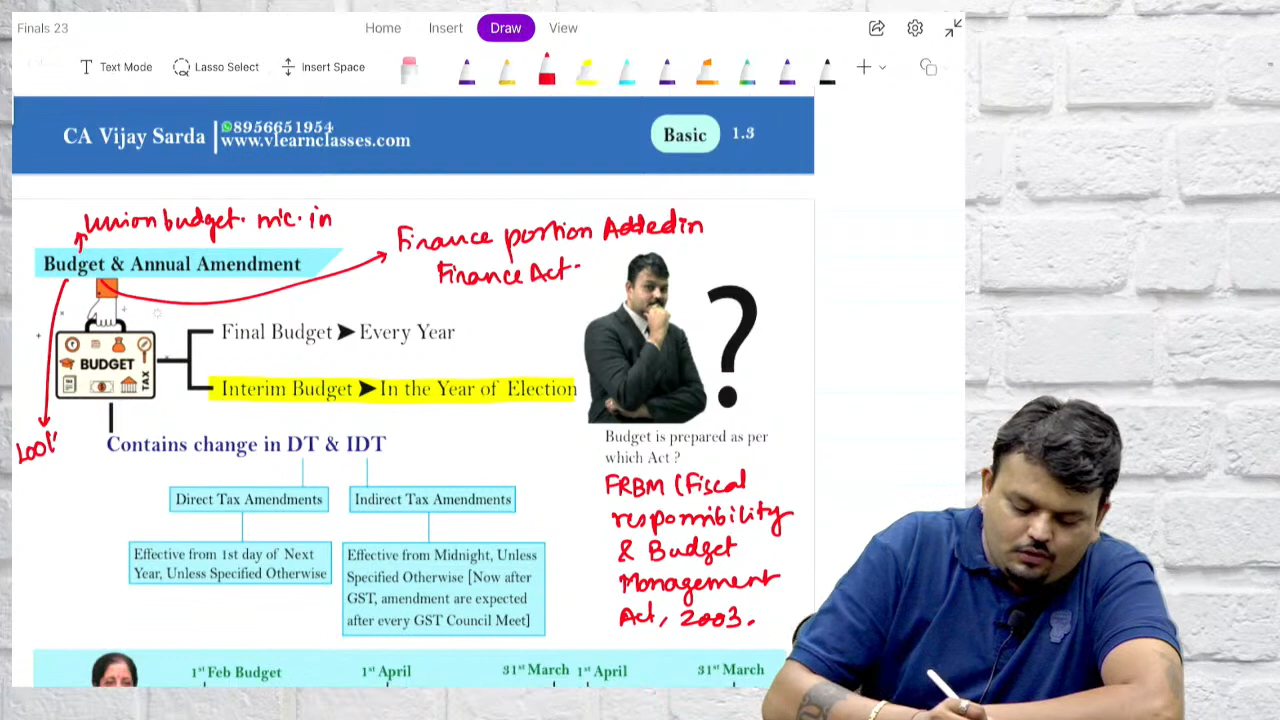 Finals 23
Home Insert Draw View
Text Mode Lasso Select Insert Space
CA Vijay Sarda
8956651954
www.vlearnclasses.com
Basic 1.3
Union budget. mic. in
Finance portion Added in
Finance Act.
Budget & Annual Amendment
Final Budget ➤ Every Year
BUDGET
TAX
Interim Budget ➤ In the Year of Election
Contains change in DT & IDT
Budget is prepared as per
which Act ?
FRBM (Fiscal
responsibility
& Budget
Management
Act, 2003.
Direct Tax Amendments
Indirect Tax Amendments
Effective from 1st day of Next
Year, Unless Specified Otherwise
Effective from Midnight, Unless
Specified Otherwise [Now after
GST, amendment are expected
after every GST Council Meet]
1st Feb Budget 1st April 31st March 1st April 31st March